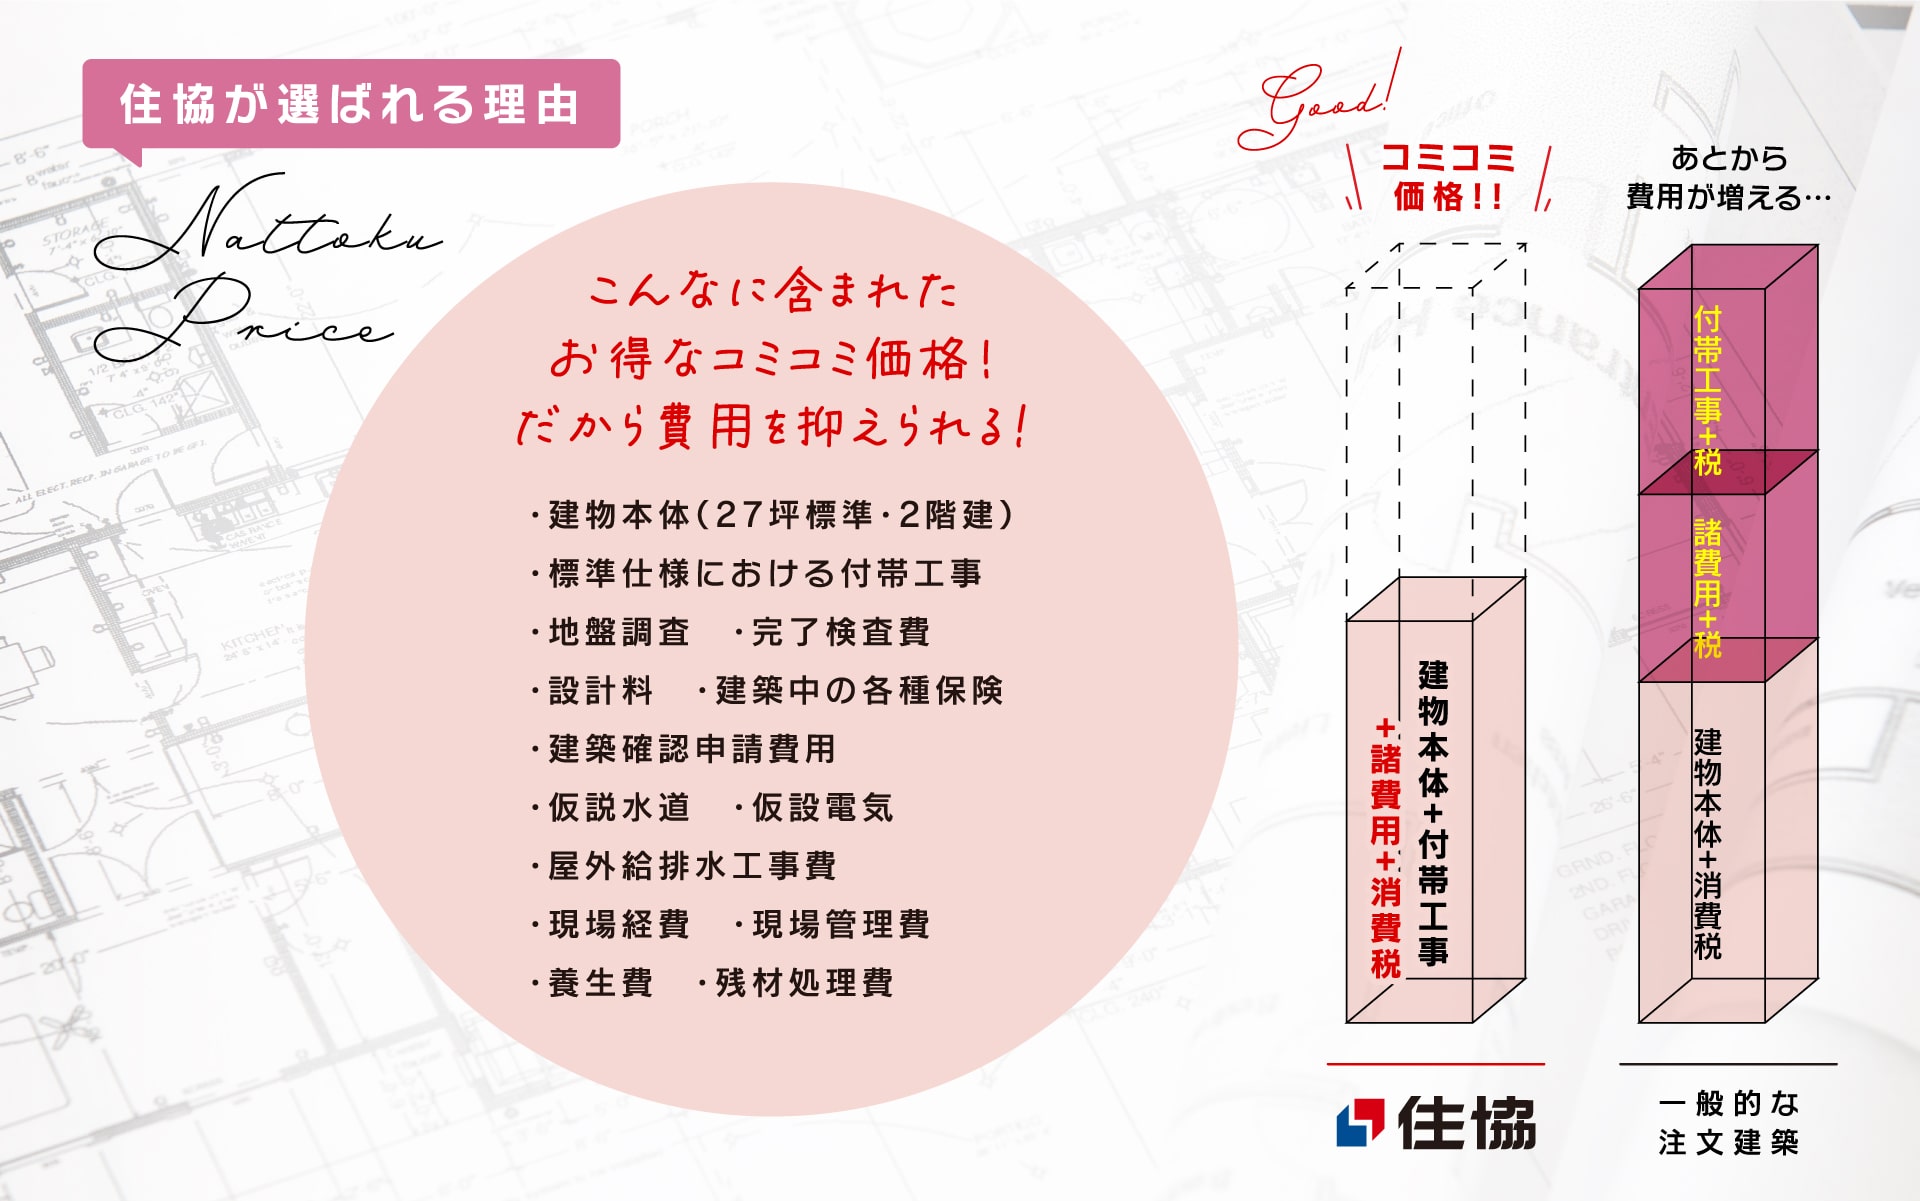 住協が選ばれる理由
Nattoku
Price
こんなに含まれた
お得なコミコミ価格！
だから費用を抑えられる！
・建物本体（27坪標準・2階建）
・標準仕様における付帯工事
・地盤調査　・完了検査費
・設計料　・建築中の各種保険
・建築確認申請費用
・仮説水道　・仮設電気
・屋外給排水工事費
・現場経費　・現場管理費
・養生費　・残材処理費
Good!
コミコミ
価格!!
建物本体+付帯工事
+諸費用+消費税
住協
あとから
費用が増える…
付帯工事+税
諸費用+税
建物本体+消費税
一般的な
注文建築